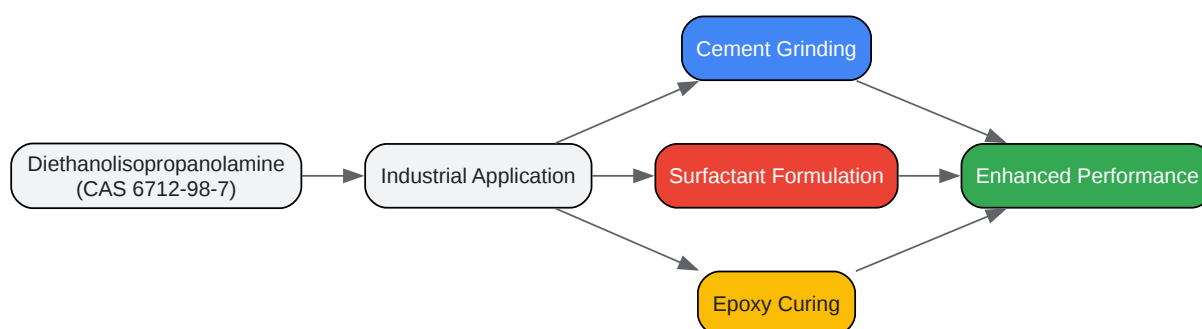 Cement Grinding
Diethanolisopropanolamine
(CAS 6712-98-7)
Industrial Application
Surfactant Formulation
Enhanced Performance
Epoxy Curing